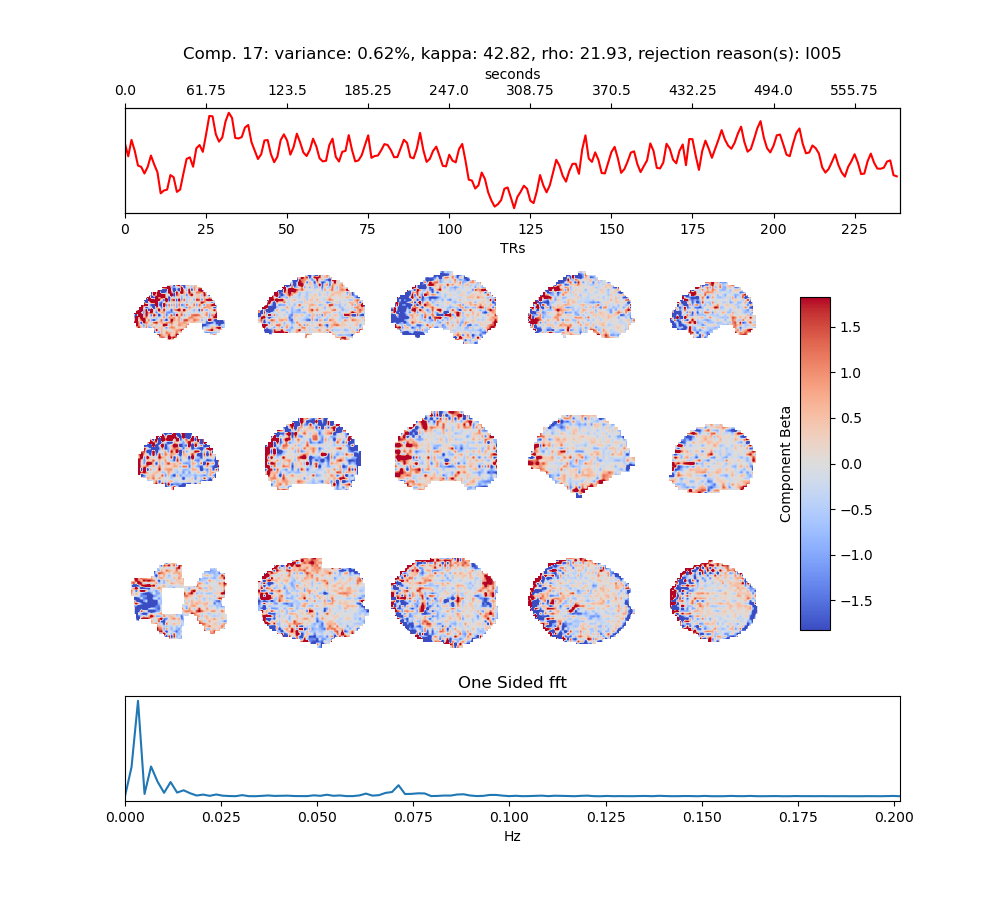 Comp. 17: variance: 0.62%, kappa: 42.82, rho: 21.93, rejection reason(s): I005
seconds
0.0 61.75 123.5 185.25 247.0 308.75 370.5 432.25 494.0 555.75
0 25 50 75 100 125 150 175 200 225
TRs
Component Beta
1.5
1.0
0.5
0.0
−0.5
−1.0
−1.5
One Sided fft
0.000 0.025 0.050 0.075 0.100 0.125 0.150 0.175 0.200
Hz